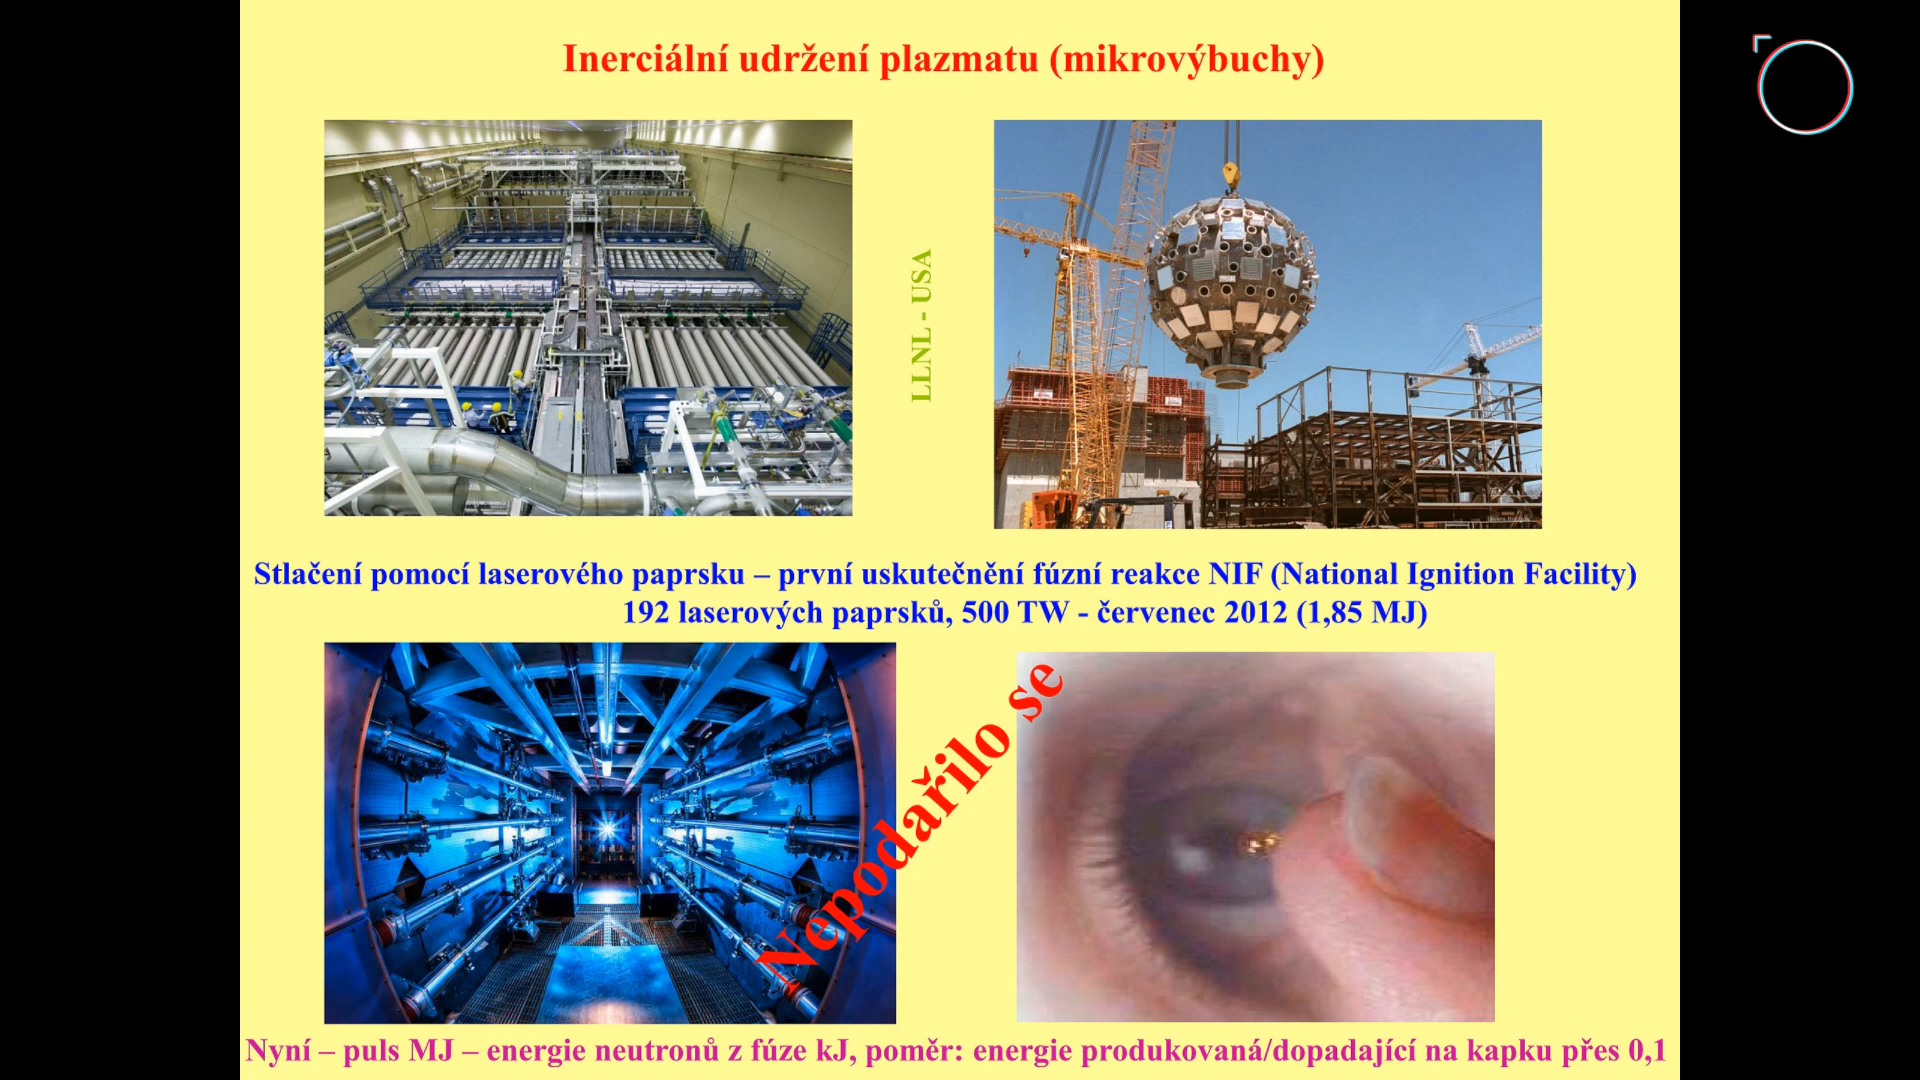 Inerciální udržení plazmatu (mikrovýbuchy)
LLNL - USA
Stlačení pomocí laserového paprsku – první uskutečnění fúzní reakce NIF (National Ignition Facility)
192 laserových paprsků, 500 TW - červenec 2012 (1,85 MJ)
Nepodařilo se
Nyní – puls MJ – energie neutronů z fúze kJ, poměr: energie produkovaná/dopadající na kapku přes 0,1